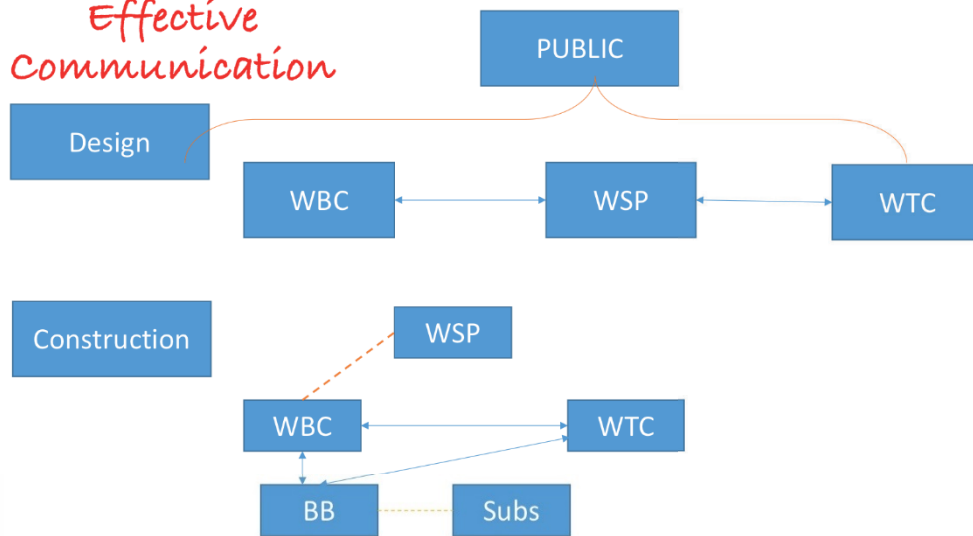 Effective
Communication
PUBLIC
Design
WBC
WSP
WTC
Construction
WSP
WBC
WTC
BB
Subs